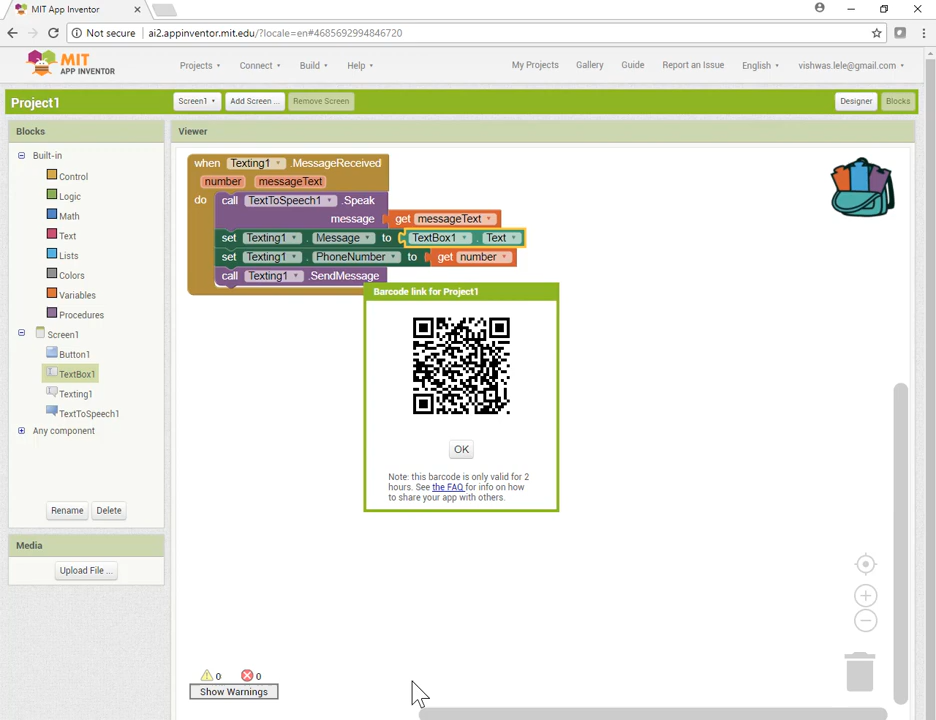 MIT App Inventor
Not secure
ai2.appinventor.mit.edu/?locale=en#4685692994846720
MIT
APP INVENTOR
Projects
Connect
Build
Help
My Projects
Gallery
Guide
Report an Issue
English
vishwas.lele@gmail.com
Project1
Screen1
Add Screen ...
Remove Screen
Designer
Blocks
Blocks
Viewer
Built-in
Control
Logic
Math
Text
Lists
Colors
Variables
Procedures
Screen1
Button1
TextBox1
Texting1
TextToSpeech1
Any component
Rename
Delete
Media
Upload File ...
when Texting1 .MessageReceived
number messageText
do call TextToSpeech1 .Speak
message get messageText
set Texting1 . Message to TextBox1 . Text
set Texting1 . PhoneNumber to get number
call Texting1 .SendMessage
Barcode link for Project1
OK
Note: this barcode is only valid for 2
hours. See the FAQ for info on how
to share your app with others.
0 0
Show Warnings